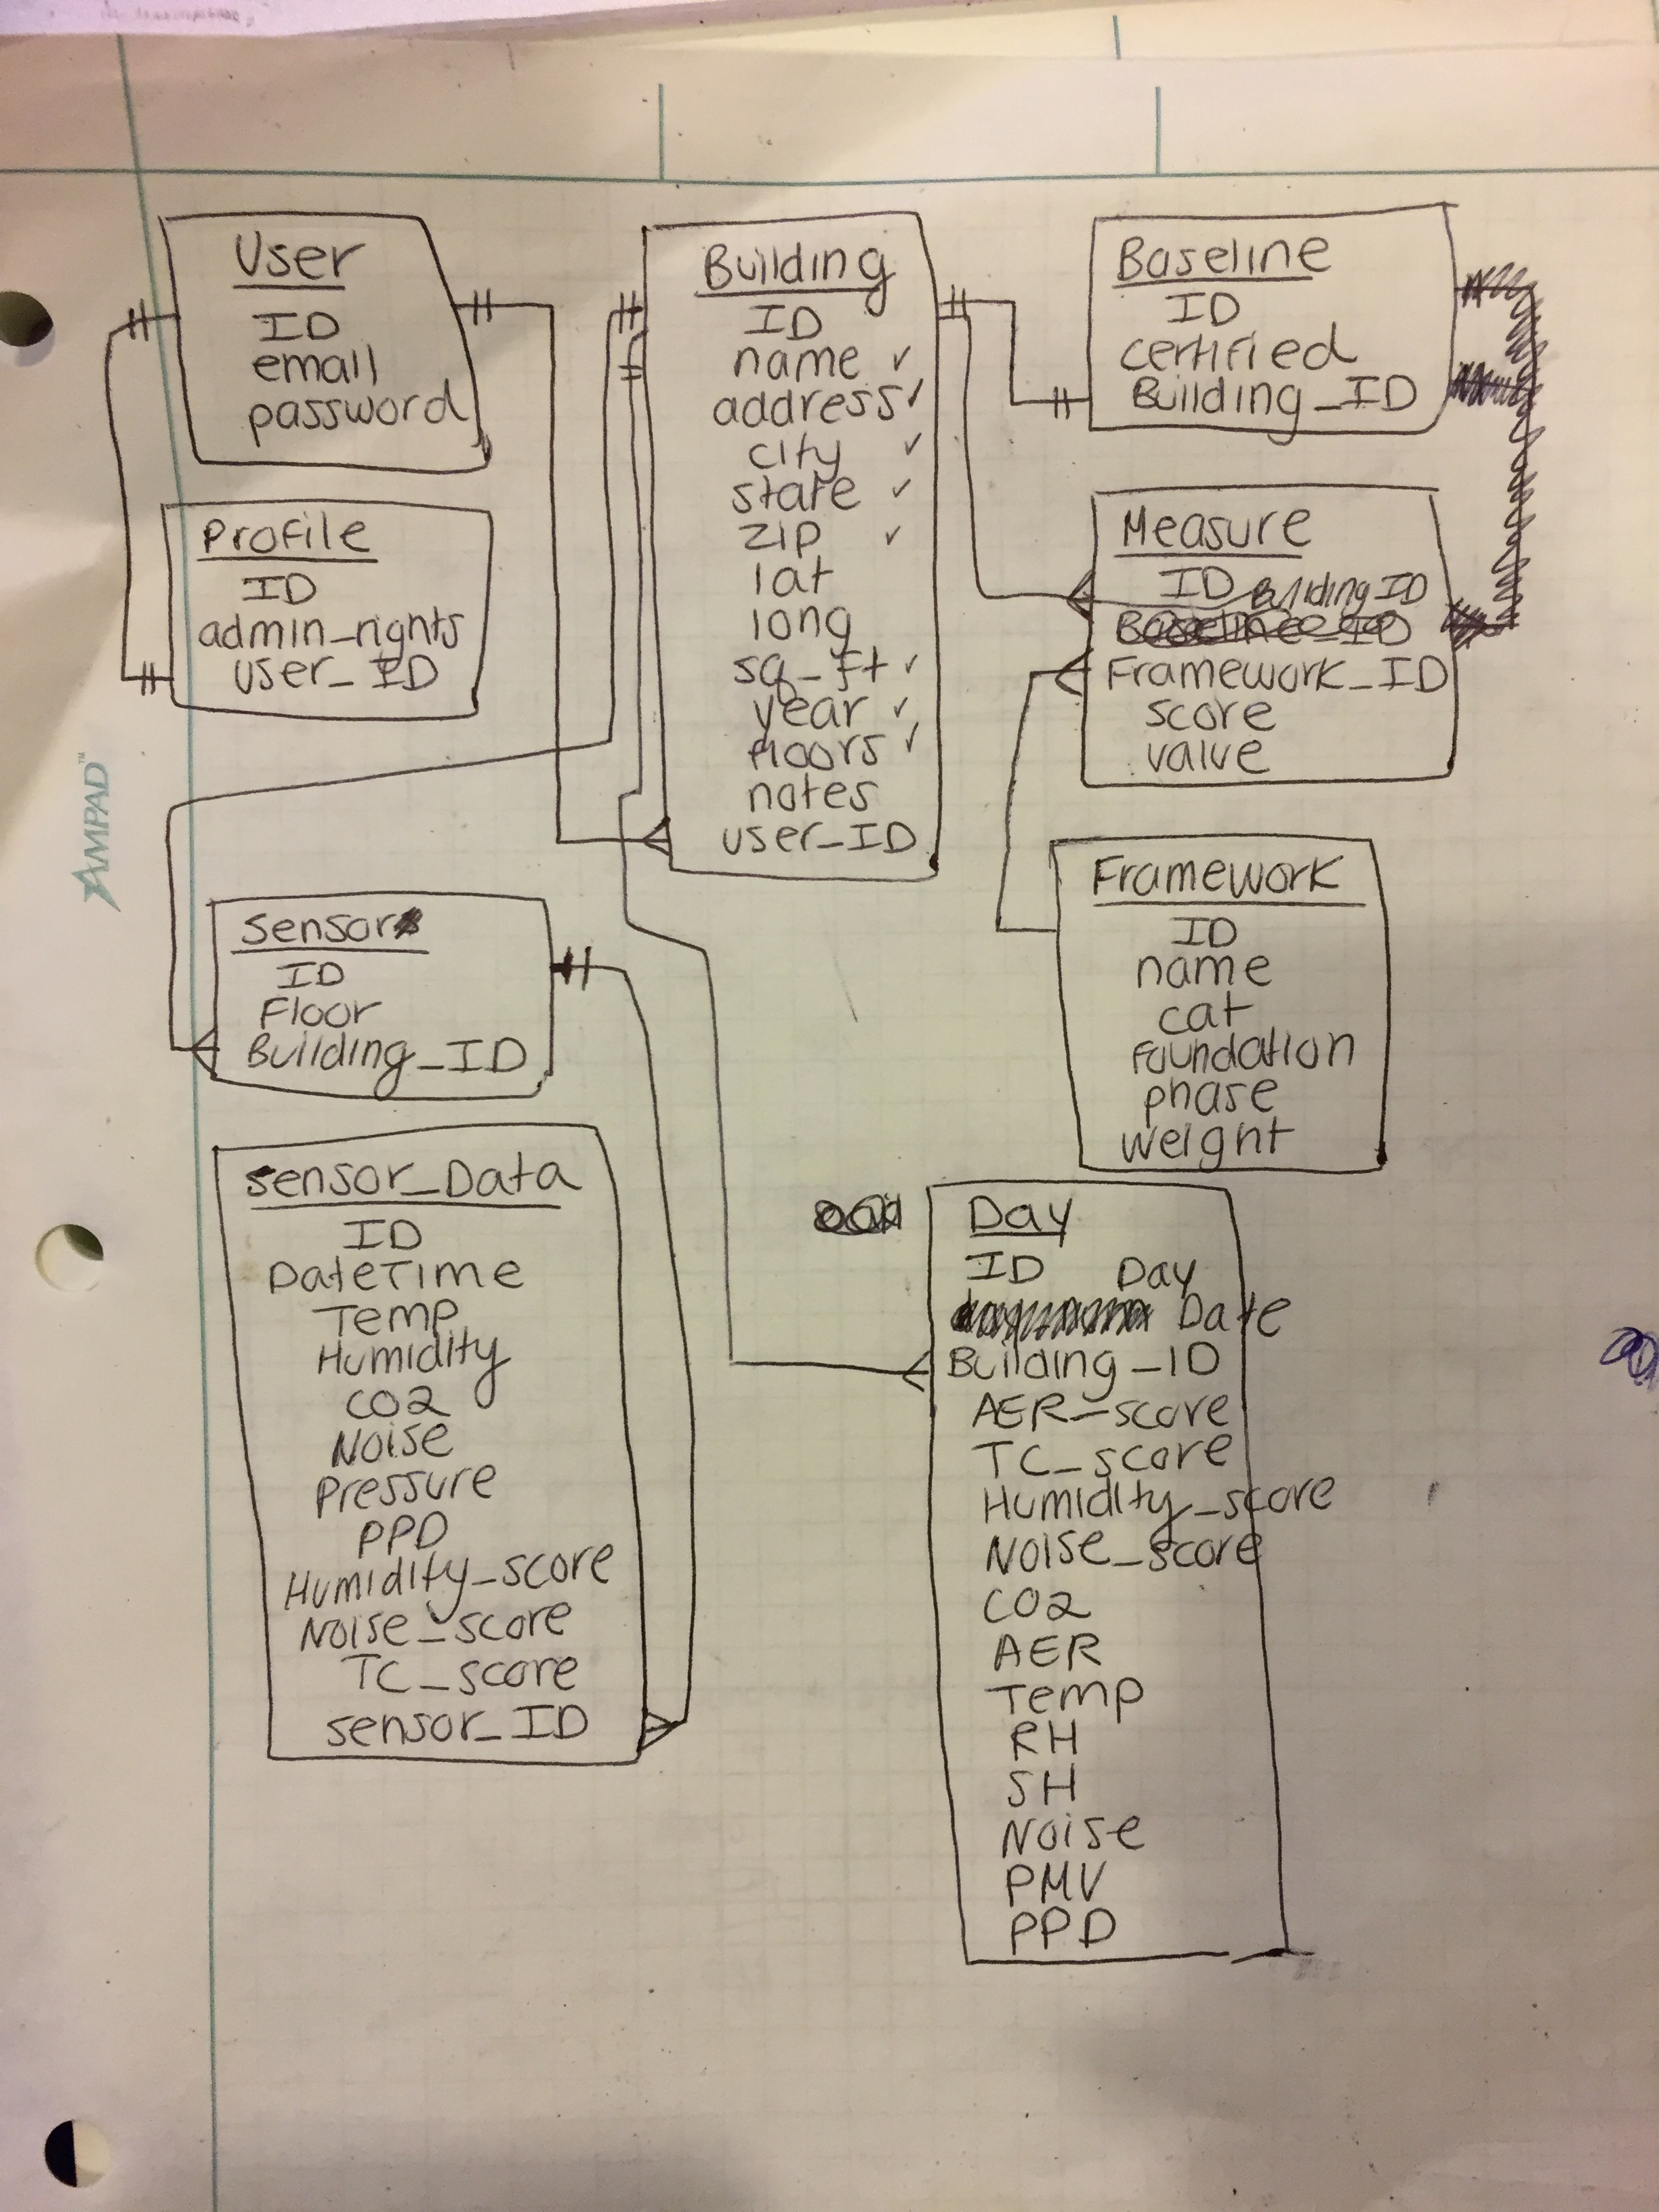 User
ID
email
password
Profile
ID
admin_rights
user_ID
Building
ID
name ✓
address ✓
city ✓
state ✓
zip ✓
lat
long
sq_ft ✓
year ✓
floors ✓
notes
user_ID
Baseline
ID
certified
Building_ID
Measure
ID Building ID
Baseline_ID
Framework_ID
score
value
Framework
ID
name
cat
foundation
phase
weight
AMPAD™
Sensor
ID
Floor
Building_ID
Sensor_Data
ID
DateTime
Temp
Humidity
CO2
Noise
Pressure
PPD
Humidity_score
Noise_score
TC_score
sensor_ID
Day
ID Day
Date
Building_ID
AER_score
TC_score
Humidity_score
Noise_score
CO2
AER
Temp
RH
SH
Noise
PMV
PPD